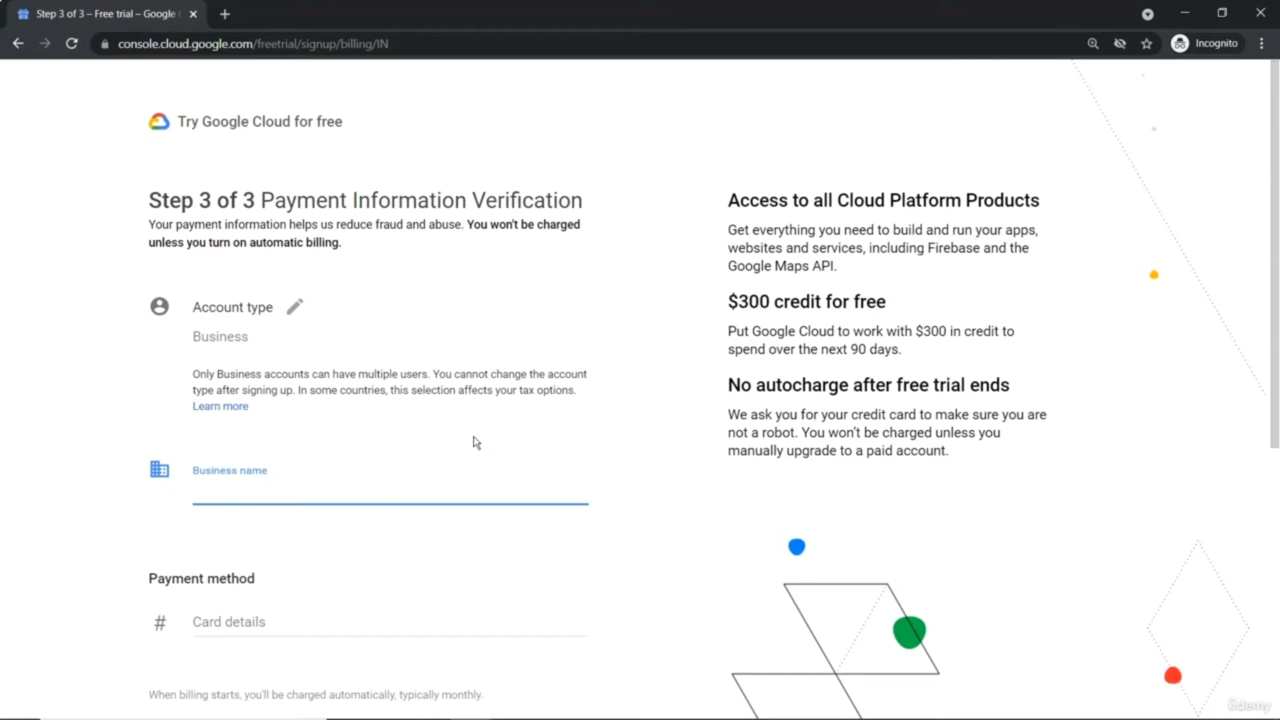 Step 3 of 3 – Free trial – Google
console.cloud.google.com/freetrial/signup/billing/IN
Incognito
Try Google Cloud for free
Step 3 of 3 Payment Information Verification
Your payment information helps us reduce fraud and abuse. You won't be charged
unless you turn on automatic billing.
Account type
Business
Only Business accounts can have multiple users. You cannot change the account
type after signing up. In some countries, this selection affects your tax options.
Learn more
Business name
Payment method
# Card details
When billing starts, you'll be charged automatically, typically monthly.
Access to all Cloud Platform Products
Get everything you need to build and run your apps,
websites and services, including Firebase and the
Google Maps API.
$300 credit for free
Put Google Cloud to work with $300 in credit to
spend over the next 90 days.
No autocharge after free trial ends
We ask you for your credit card to make sure you are
not a robot. You won't be charged unless you
manually upgrade to a paid account.
Udemy